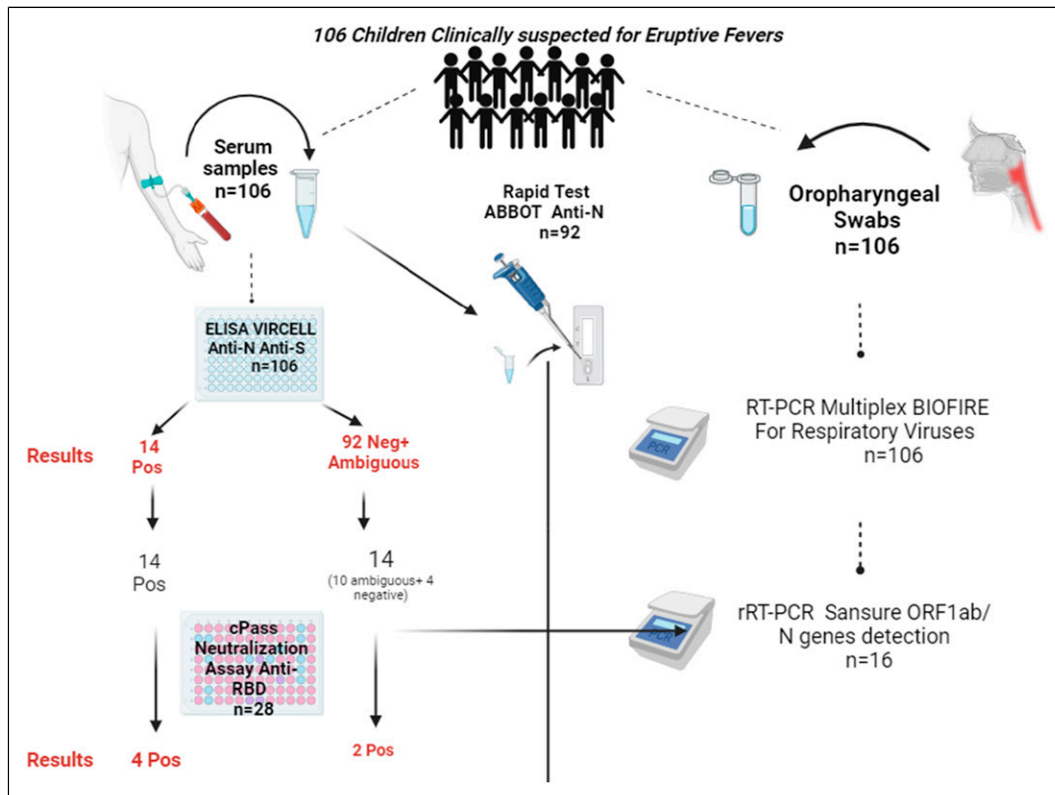 106 Children Clinically suspected for Eruptive Fevers
Serum
samples
n=106
Rapid Test
ABBOT Anti-N
n=92
Oropharyngeal
Swabs
n=106
ELISA VIRCELL
Anti-N Anti-S
n=106
Results
14
Pos
92 Neg+
Ambiguous
14
Pos
14
(10 ambiguous+ 4
negative)
cPass
Neutralization
Assay Anti-
RBD
n=28
Results
4 Pos
2 Pos
PCR
RT-PCR Multiplex BIOFIRE
For Respiratory Viruses
n=106
PCR
rRT-PCR Sansure ORF1ab/
N genes detection
n=16